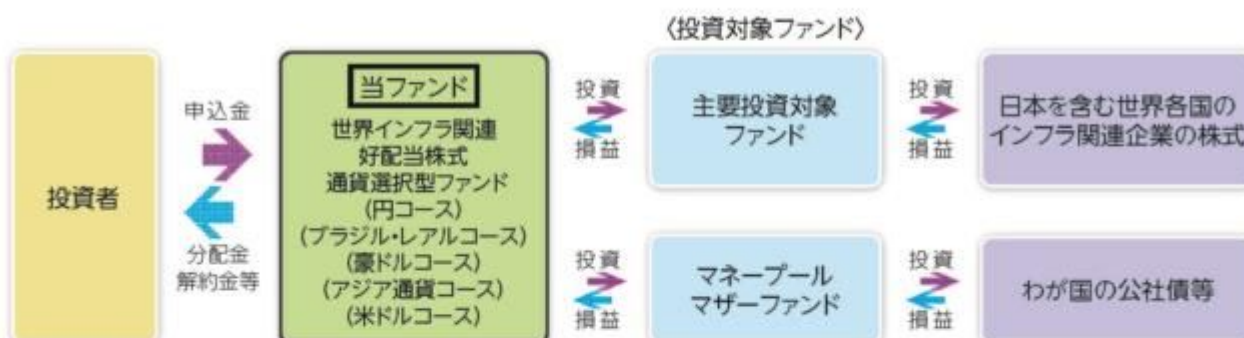 〈投資対象ファンド〉
投資者
申込金
分配金
解約金等
当ファンド
世界インフラ関連
好配当株式
通貨選択型ファンド
(円コース)
(ブラジル・レアルコース)
(豪ドルコース)
(アジア通貨コース)
(米ドルコース)
投資
損益
主要投資対象
ファンド
投資
損益
日本を含む世界各国の
インフラ関連企業の株式
投資
損益
マネープール
マザーファンド
投資
損益
わが国の公社債等